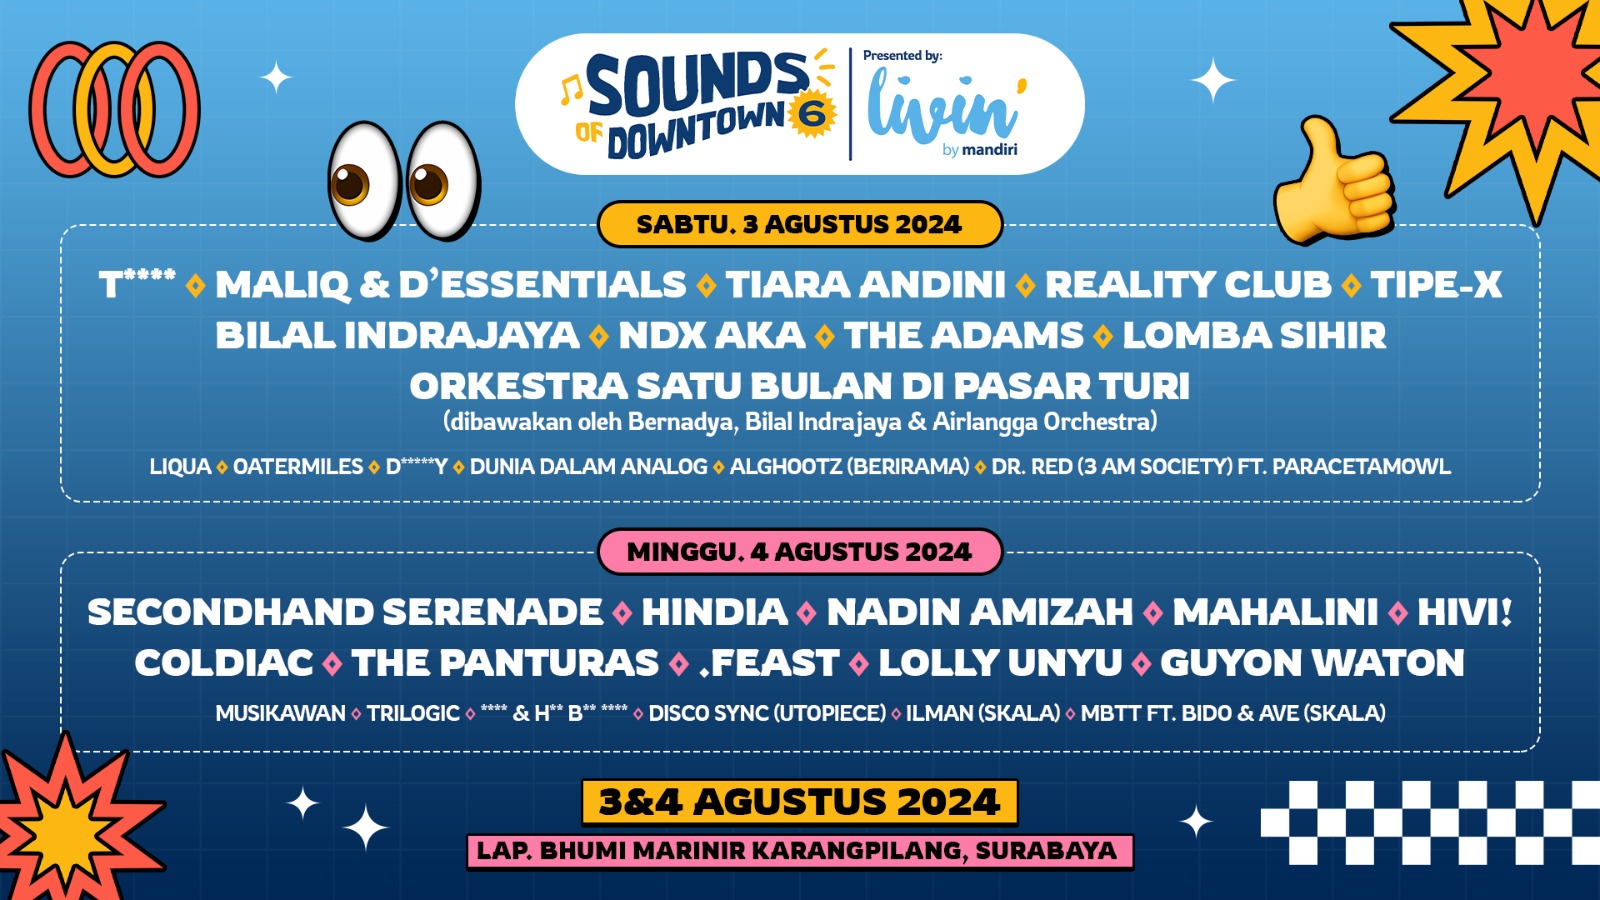 SOUNDS
OF DOWNTOWN 6
Presented by:
livin'
by mandiri
SABTU. 3 AGUSTUS 2024
T**** MALIQ & D'ESSENTIALS TIARA ANDINI REALITY CLUB TIPE-X
BILAL INDRAJAYA NDX AKA THE ADAMS LOMBA SIHIR
ORKESTRA SATU BULAN DI PASAR TURI
(dibawakan oleh Bernadya, Bilal Indrajaya & Airlangga Orchestra)
LIQUA OATERMILES D*****Y DUNIA DALAM ANALOG ALGHOOTZ (BERIRAMA) DR. RED (3 AM SOCIETY) FT. PARACETAMOWL
MINGGU. 4 AGUSTUS 2024
SECONDHAND SERENADE HINDIA NADIN AMIZAH MAHALINI HIVI!
COLDIAC THE PANTURAS .FEAST LOLLY UNYU GUYON WATON
MUSIKAWAN TRILOGIC **** & H** B** **** DISCO SYNC (UTOPIECE) ILMAN (SKALA) MBTT FT. BIDO & AVE (SKALA)
3&4 AGUSTUS 2024
LAP. BHUMI MARINIR KARANGPILANG, SURABAYA